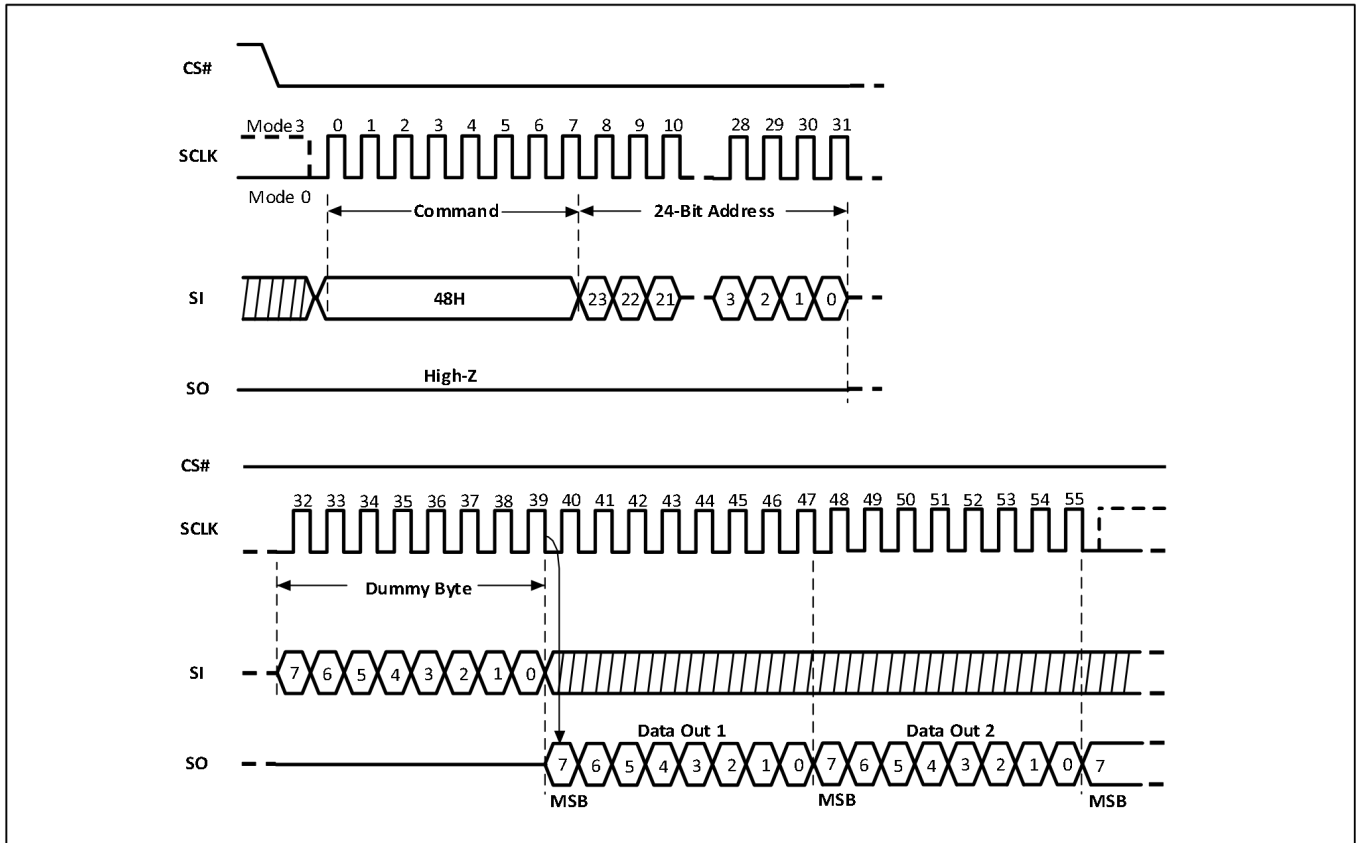 CS#
Mode 3 0 1 2 3 4 5 6 7 8 9 10 28 29 30 31
SCLK
Mode 0
Command 24-Bit Address
SI 48H 23 22 21 3 2 1 0
High-Z
SO
CS#
32 33 34 35 36 37 38 39 40 41 42 43 44 45 46 47 48 49 50 51 52 53 54 55
SCLK
Dummy Byte
SI 7 6 5 4 3 2 1 0
Data Out 1 Data Out 2
SO 7 6 5 4 3 2 1 0 7 6 5 4 3 2 1 0 7
MSB MSB MSB